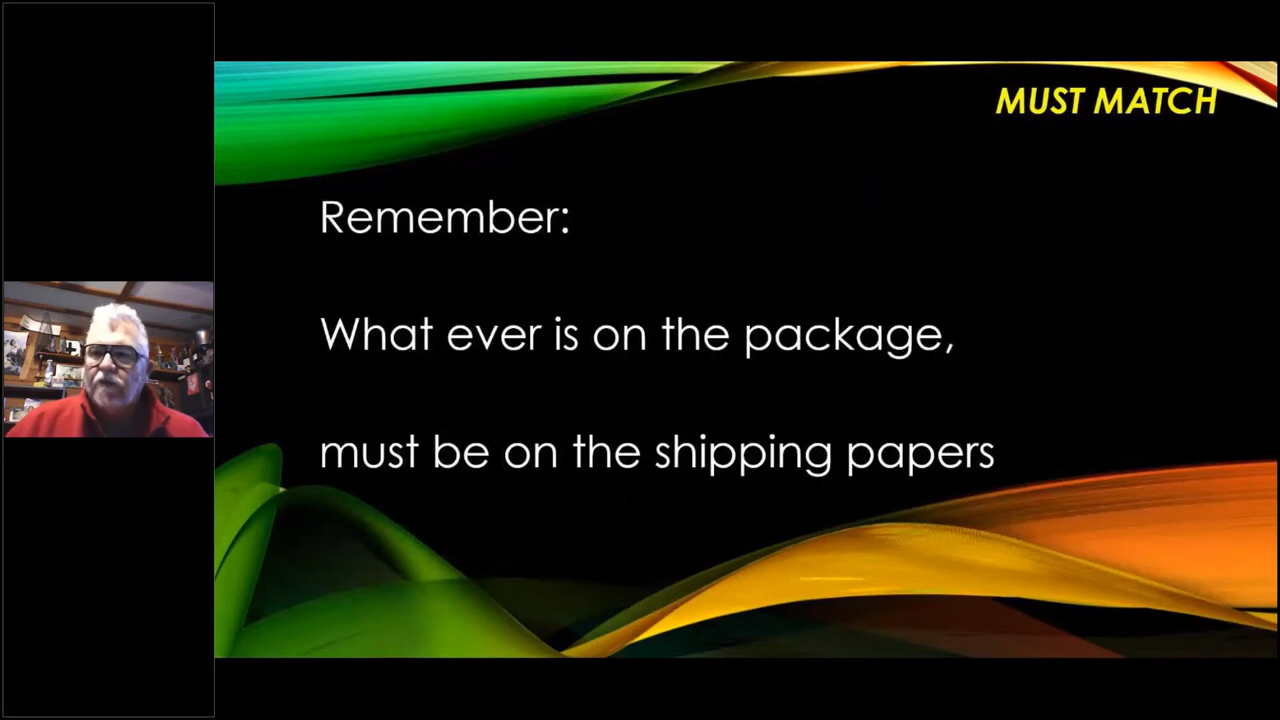 MUST MATCH
Remember:
What ever is on the package,
must be on the shipping papers